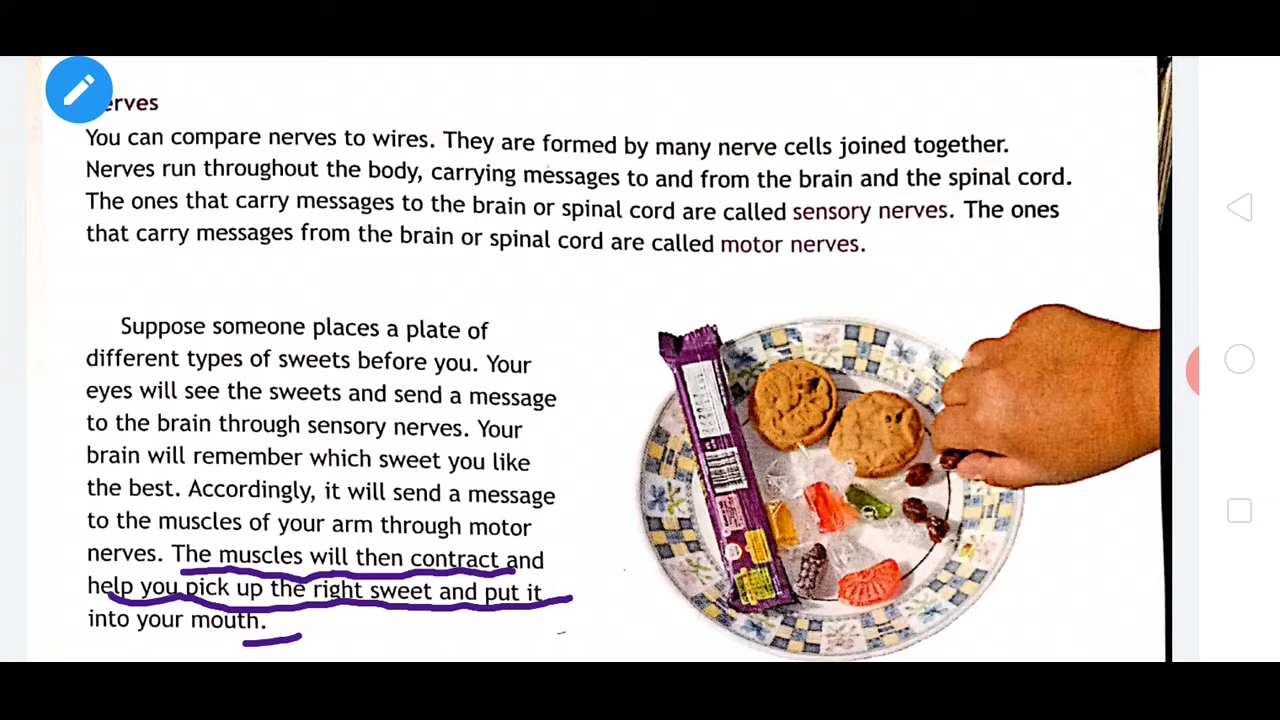 erves
You can compare nerves to wires. They are formed by many nerve cells joined together.
Nerves run throughout the body, carrying messages to and from the brain and the spinal cord.
The ones that carry messages to the brain or spinal cord are called sensory nerves. The ones
that carry messages from the brain or spinal cord are called motor nerves.
Suppose someone places a plate of
different types of sweets before you. Your
eyes will see the sweets and send a message
to the brain through sensory nerves. Your
brain will remember which sweet you like
the best. Accordingly, it will send a message
to the muscles of your arm through motor
nerves. The muscles will then contract and
help you pick up the right sweet and put it
into your mouth.